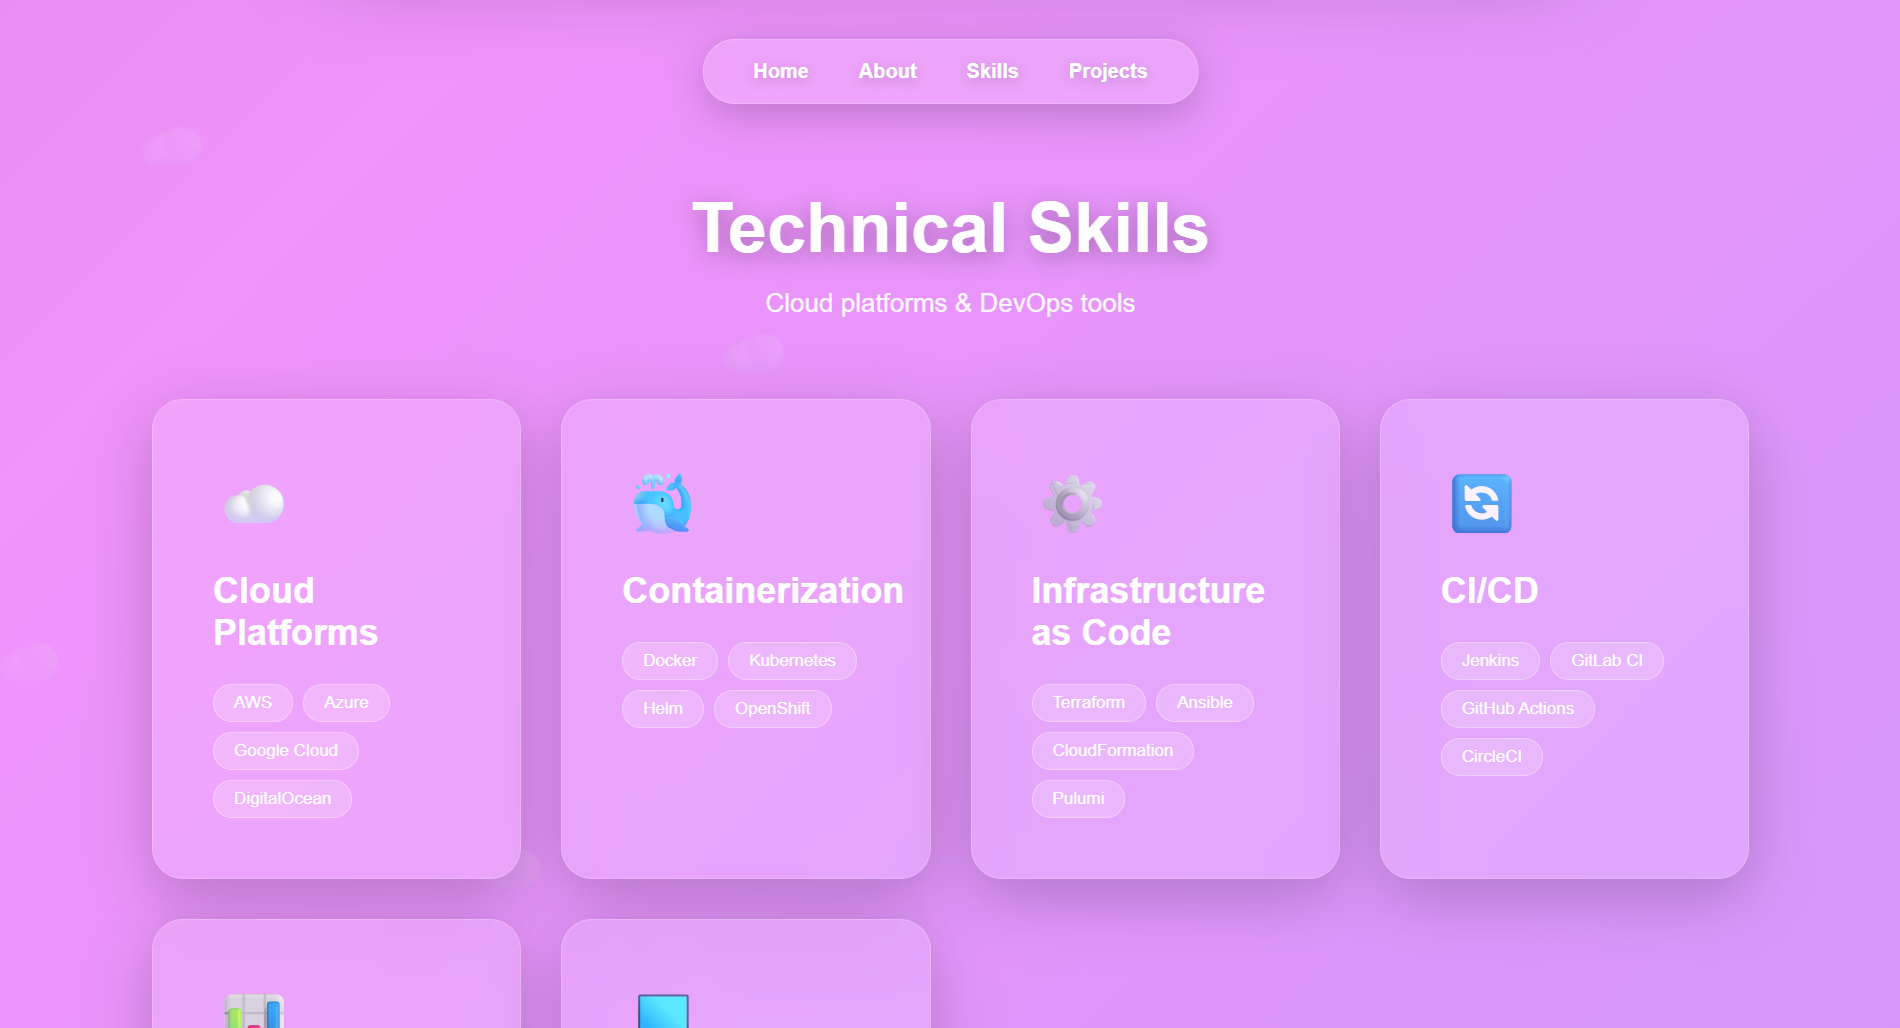 Home About Skills Projects
Technical Skills
Cloud platforms & DevOps tools
Cloud
Platforms
AWS Azure
Google Cloud
DigitalOcean
Containerization
Docker Kubernetes
Helm OpenShift
Infrastructure
as Code
Terraform Ansible
CloudFormation
Pulumi
CI/CD
Jenkins GitLab CI
GitHub Actions
CircleCI